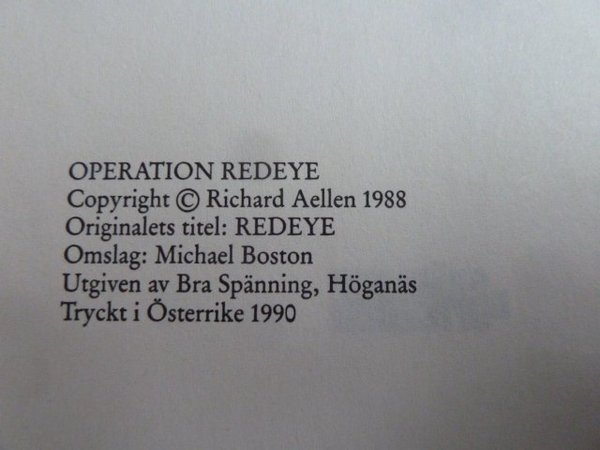 OPERATION REDEYE
Copyright © Richard Aellen 1988
Originalets titel: REDEYE
Omslag: Michael Boston
Utgiven av Bra Spänning, Höganäs
Tryckt i Österrike 1990